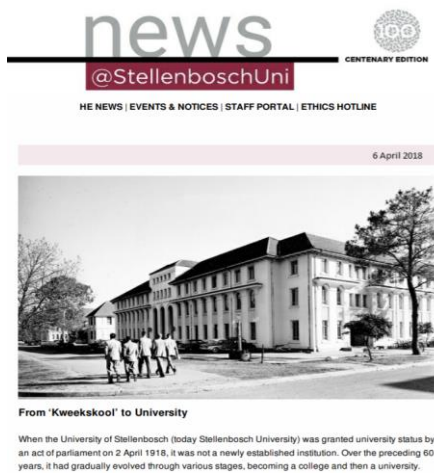 news
100
CENTENARY EDITION
@StellenboschUni
HE NEWS | EVENTS & NOTICES | STAFF PORTAL | ETHICS HOTLINE
6 April 2018
From ‘Kweekskool’ to University
When the University of Stellenbosch (today Stellenbosch University) was granted university status by
an act of parliament on 2 April 1918, it was not a newly established institution. Over the preceding 60
years, it had gradually evolved through various stages, becoming a college and then a university.